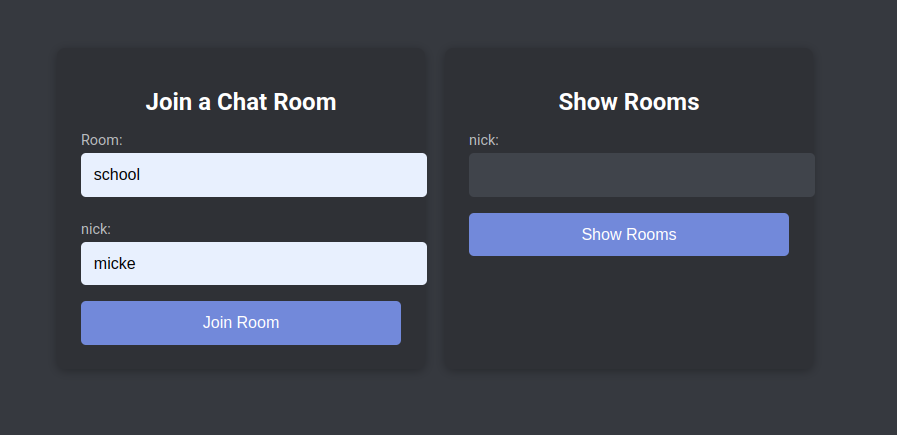 Join a Chat Room
Room:
school
nick:
micke
Join Room
Show Rooms
nick:
Show Rooms